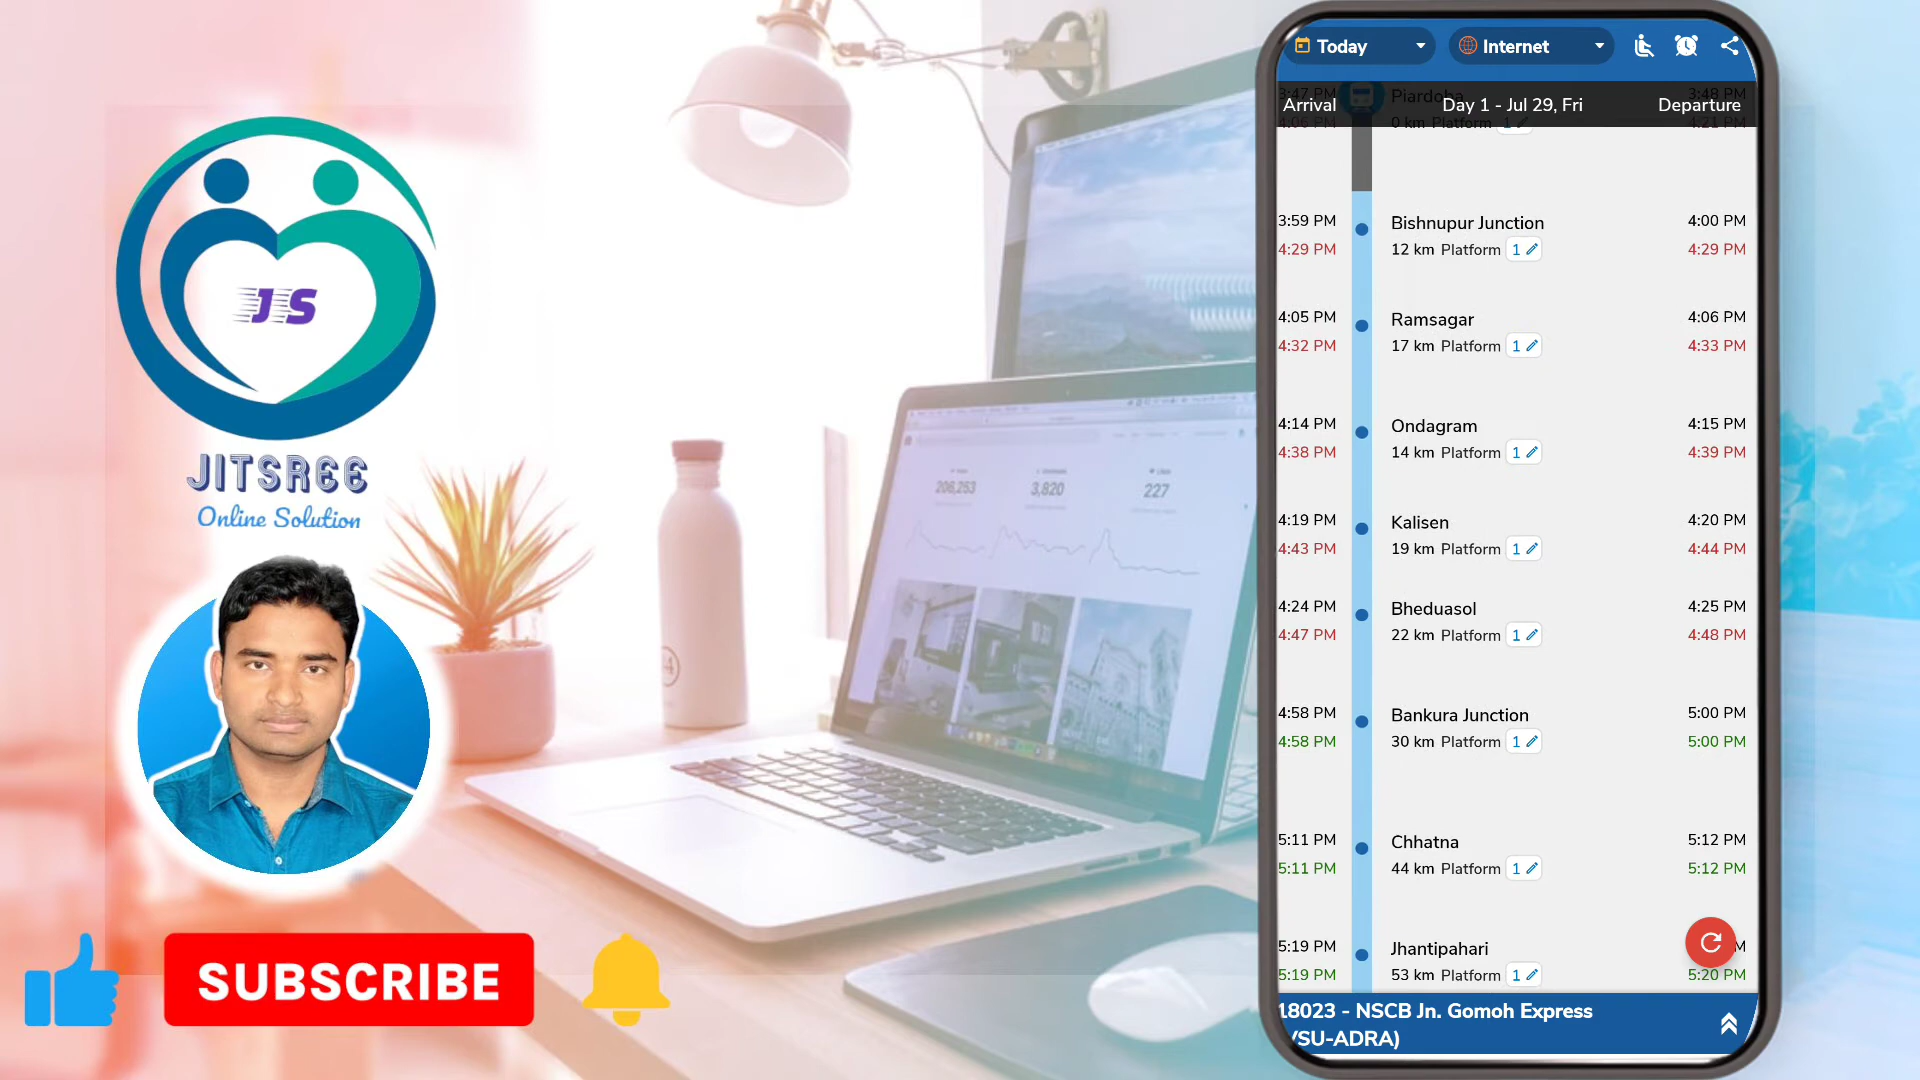 JS
JITSREE
Online Solution
SUBSCRIBE
206,253
3,820
227
Today
Internet
Arrival
Day 1 - Jul 29, Fri
Departure
3:47 PM
Piardoba
3:48 PM
4:06 PM
0 km Platform 1
4:21 PM
3:59 PM
Bishnupur Junction
4:00 PM
4:29 PM
12 km Platform 1
4:29 PM
4:05 PM
Ramsagar
4:06 PM
4:32 PM
17 km Platform 1
4:33 PM
4:14 PM
Ondagram
4:15 PM
4:38 PM
14 km Platform 1
4:39 PM
4:19 PM
Kalisen
4:20 PM
4:43 PM
19 km Platform 1
4:44 PM
4:24 PM
Bheduasol
4:25 PM
4:47 PM
22 km Platform 1
4:48 PM
4:58 PM
Bankura Junction
5:00 PM
4:58 PM
30 km Platform 1
5:00 PM
5:11 PM
Chhatna
5:12 PM
5:11 PM
44 km Platform 1
5:12 PM
5:19 PM
Jhantipahari
M
5:19 PM
53 km Platform 1
5:20 PM
18023 - NSCB Jn. Gomoh Express
VSU-ADRA)